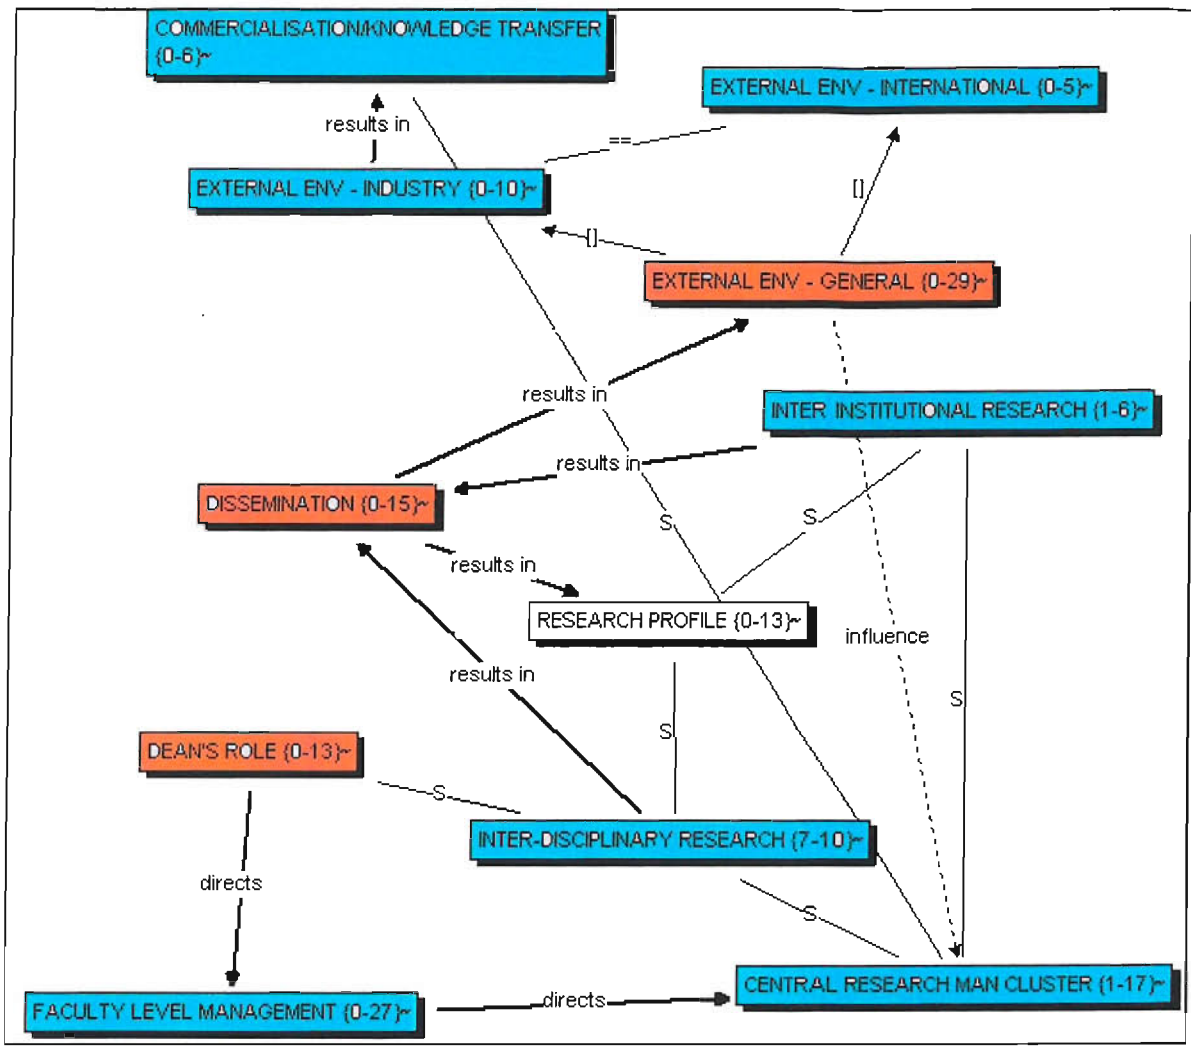 COMMERCIALISATION/KNOWLEDGE TRANSFER
{0-6}~
EXTERNAL ENV - INTERNATIONAL {0-5}~
results in
==
EXTERNAL ENV - INDUSTRY {0-10}~
[]
[]
EXTERNAL ENV - GENERAL {0-29}~
results in
INTER INSTITUTIONAL RESEARCH {1-6}~
results in
DISSEMINATION {0-15}~
S
S
results in
RESEARCH PROFILE {0-13}~
influence
results in
S
S
DEAN'S ROLE {0-13}~
S
INTER-DISCIPLINARY RESEARCH {7-10}~
directs
S
CENTRAL RESEARCH MAN CLUSTER {1-17}~
directs
FACULTY LEVEL MANAGEMENT {0-27}~